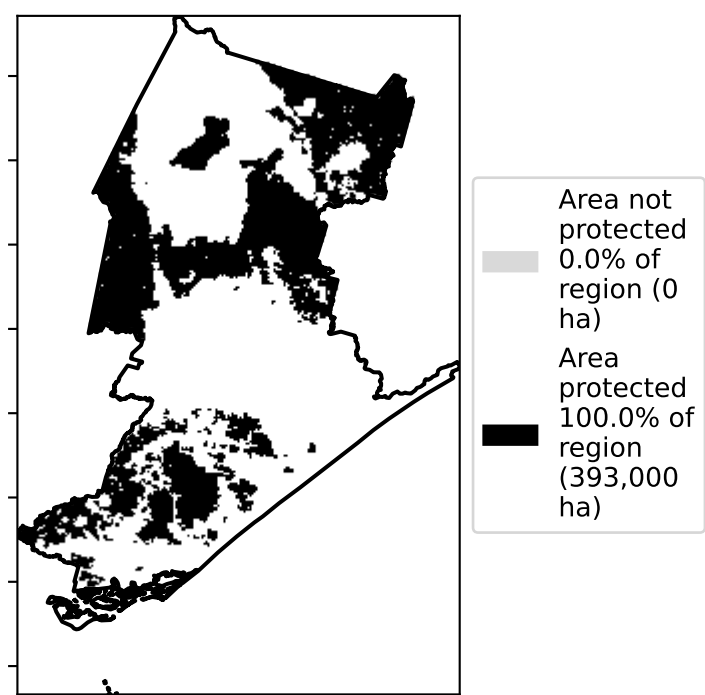 Area not
protected
0.0% of
region (0
ha)
Area
protected
100.0% of
region
(393,000
ha)